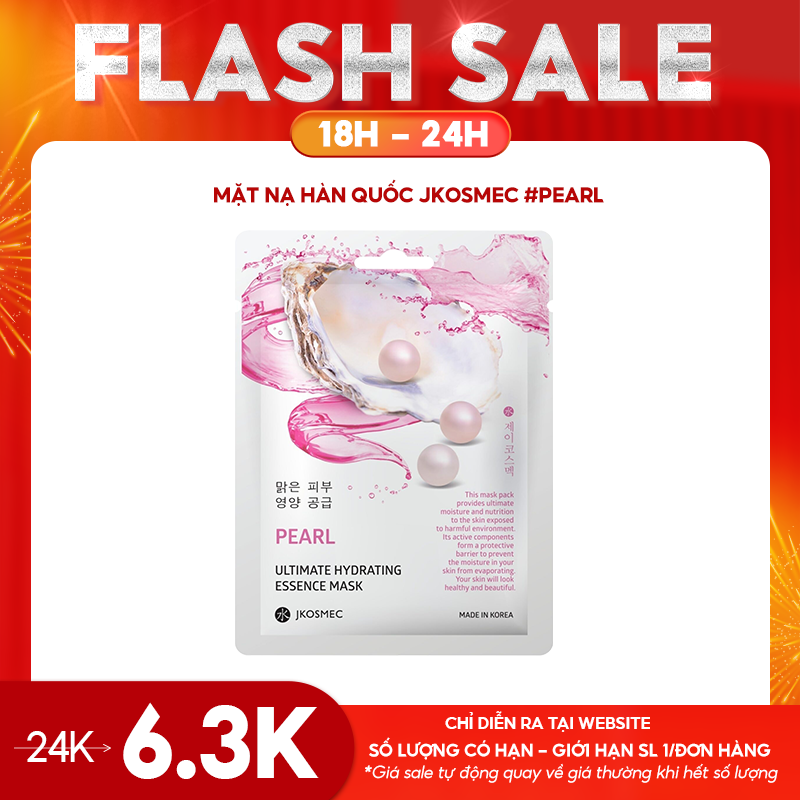 FLASH SALE
18H – 24H
MẶT NẠ HÀN QUỐC JKOSMEC #PEARL
水 제이코스멕
맑은 피부
영양 공급
PEARL
ULTIMATE HYDRATING
ESSENCE MASK
水 JKOSMEC
This mask pack
provides ultimate
moisture and nutrition
to the skin exposed
to harmful environment.
Its active components
form a protective
barrier to prevent
the moisture in your
skin from evaporating.
Your skin will look
healthy and beautiful.
MADE IN KOREA
24K
6.3K
CHỈ DIỄN RA TẠI WEBSITE
SỐ LƯỢNG CÓ HẠN – GIỚI HẠN SL 1/ĐƠN HÀNG
*Giá sale tự động quay về giá thường khi hết số lượng